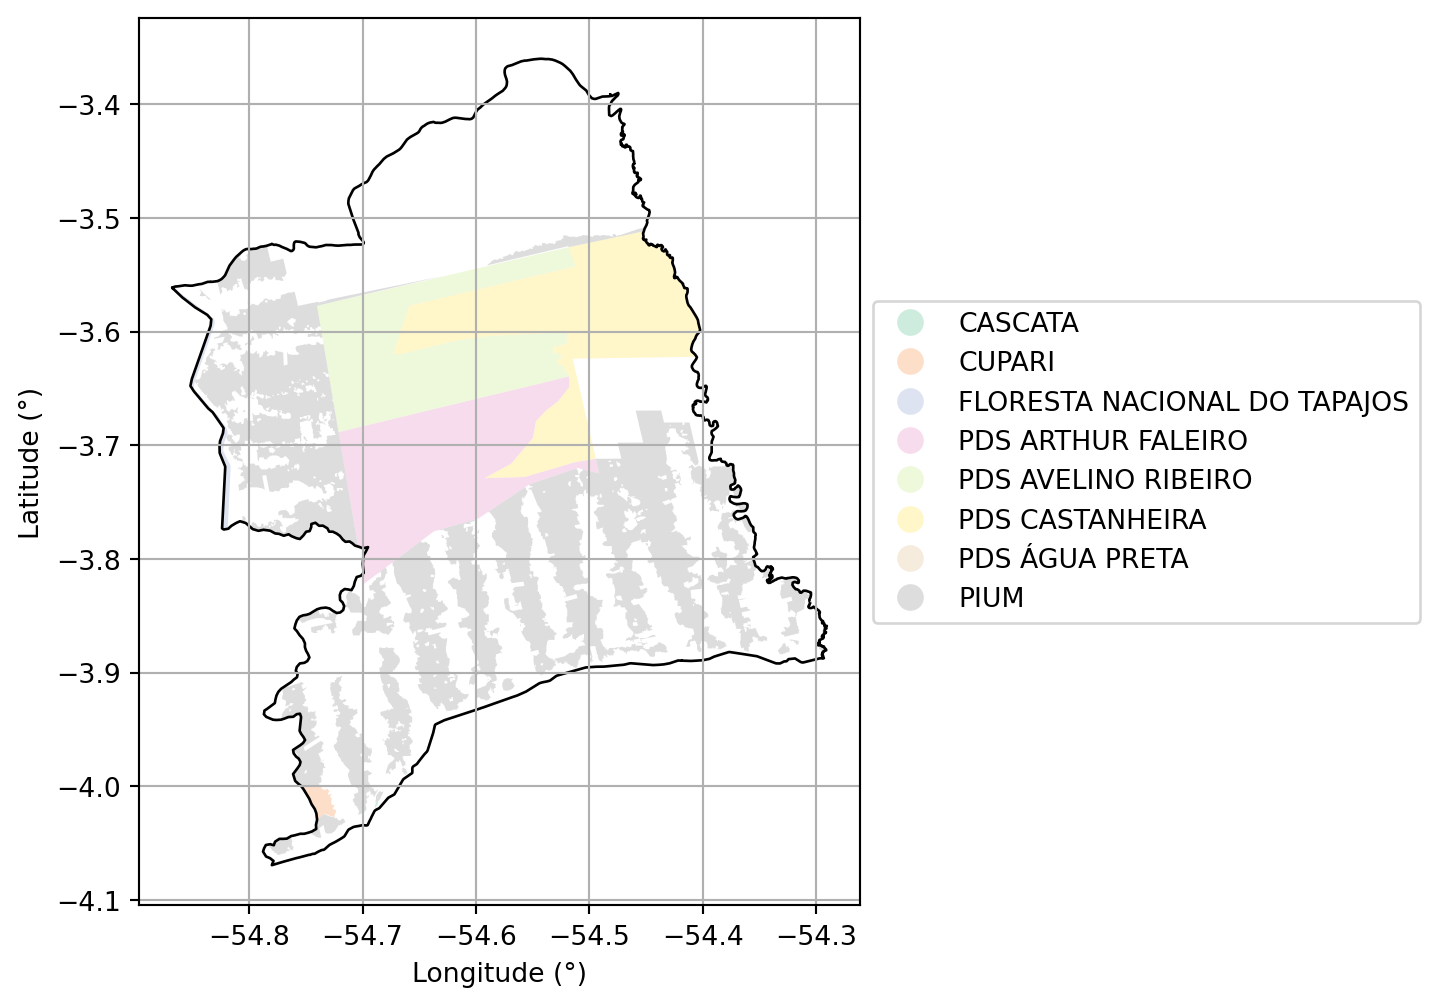 −3.4
−3.5
−3.6
−3.7
−3.8
−3.9
−4.0
−4.1
Latitude (°)
−54.8
−54.7
−54.6
−54.5
−54.4
−54.3
Longitude (°)
CASCATA
CUPARI
FLORESTA NACIONAL DO TAPAJOS
PDS ARTHUR FALEIRO
PDS AVELINO RIBEIRO
PDS CASTANHEIRA
PDS ÁGUA PRETA
PIUM